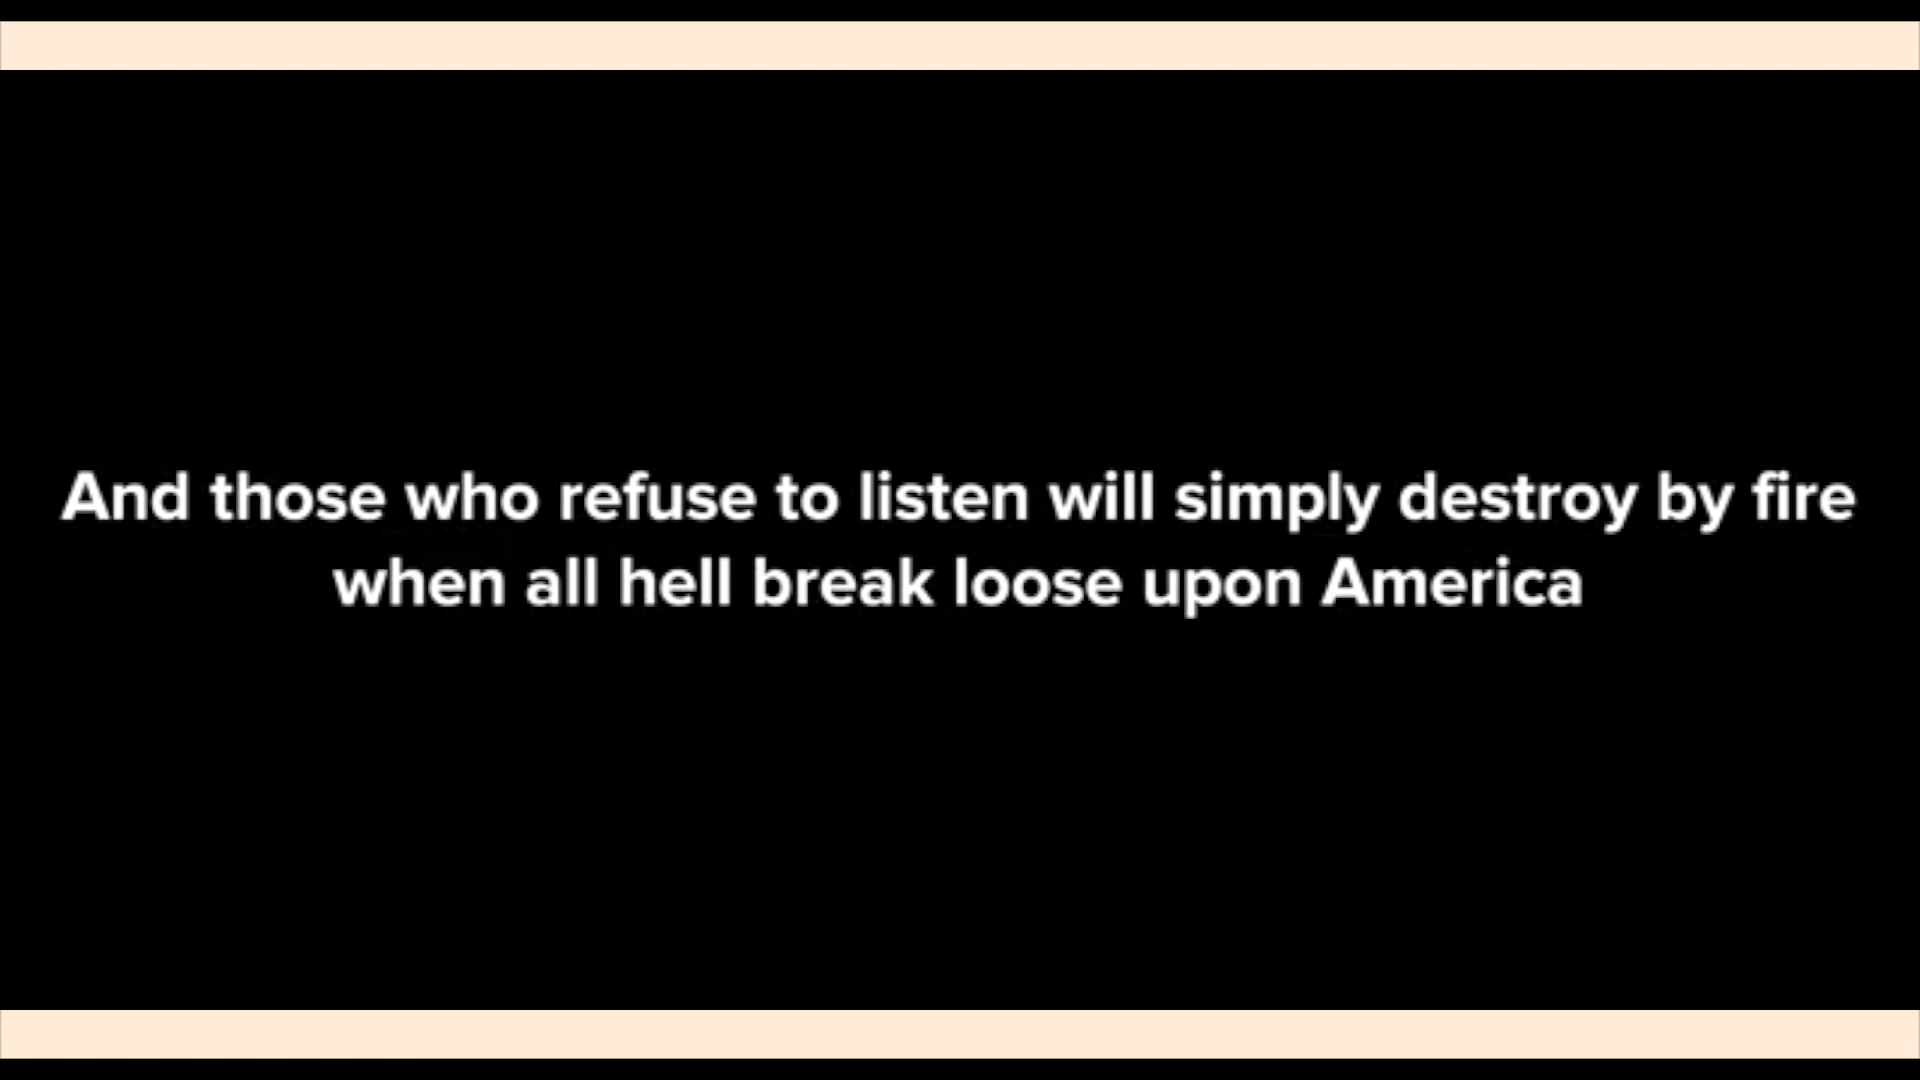 And those who refuse to listen will simply destroy by fire
when all hell break loose upon America